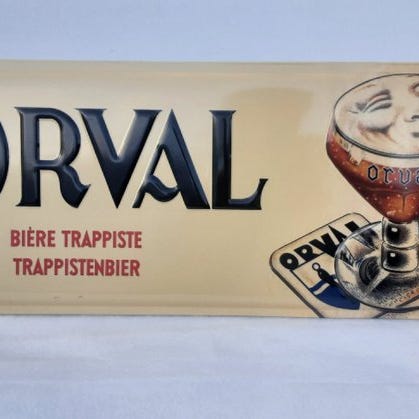 ORVAL
BIÈRE TRAPPISTE
TRAPPISTENBIER
orval
ORVAL